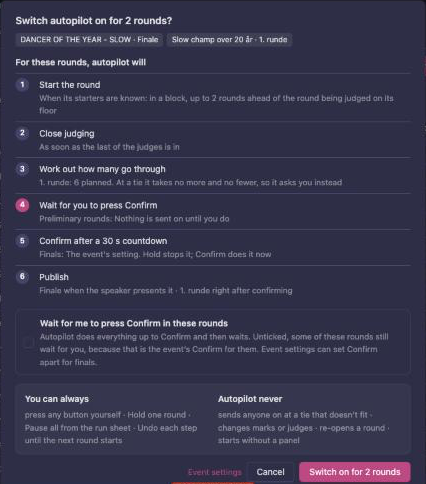 Switch autopilot on for 2 rounds?
DANCER OF THE YEAR - SLOW · Finale Slow champ over 20 år · 1. runde
For these rounds, autopilot will
1 Start the round
When its starters are known: in a block, up to 2 rounds ahead of the round being judged on its
floor
2 Close judging
As soon as the last of the judges is in
3 Work out how many go through
1. runde: 6 planned. At a tie it takes no more and no fewer, so it asks you instead
4 Wait for you to press Confirm
Preliminary rounds: Nothing is sent on until you do
5 Confirm after a 30 s countdown
Finals: The event's setting. Hold stops it; Confirm does it now
6 Publish
Finale when the speaker presents it · 1. runde right after confirming
Wait for me to press Confirm in these rounds
Autopilot does everything up to Confirm and then waits. Unticked, some of these rounds still
wait for you, because that is the event's Confirm for them. Event settings can set Confirm
apart for finals.
You can always
press any button yourself · Hold one round ·
Pause all from the run sheet · Undo each step
until the next round starts
Autopilot never
sends anyone on at a tie that doesn't fit ·
changes marks or judges · re-opens a round ·
starts without a panel
Event settings Cancel Switch on for 2 rounds